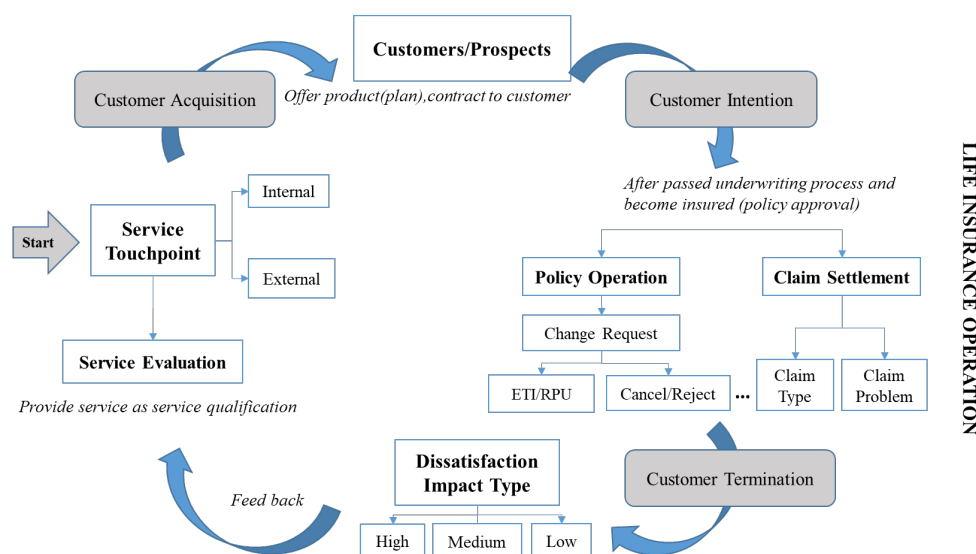 Customers/Prospects
Customer Acquisition
Offer product(plan),contract to customer
Customer Intention
After passed underwriting process and
become insured (policy approval)
LIFE INSURANCE OPERATION
Start
Service
Touchpoint
Internal
External
Service Evaluation
Provide service as service qualification
Policy Operation
Claim Settlement
Change Request
ETI/RPU
Cancel/Reject
...
Claim
Type
Claim
Problem
Customer Termination
Dissatisfaction
Impact Type
High
Medium
Low
Feed back